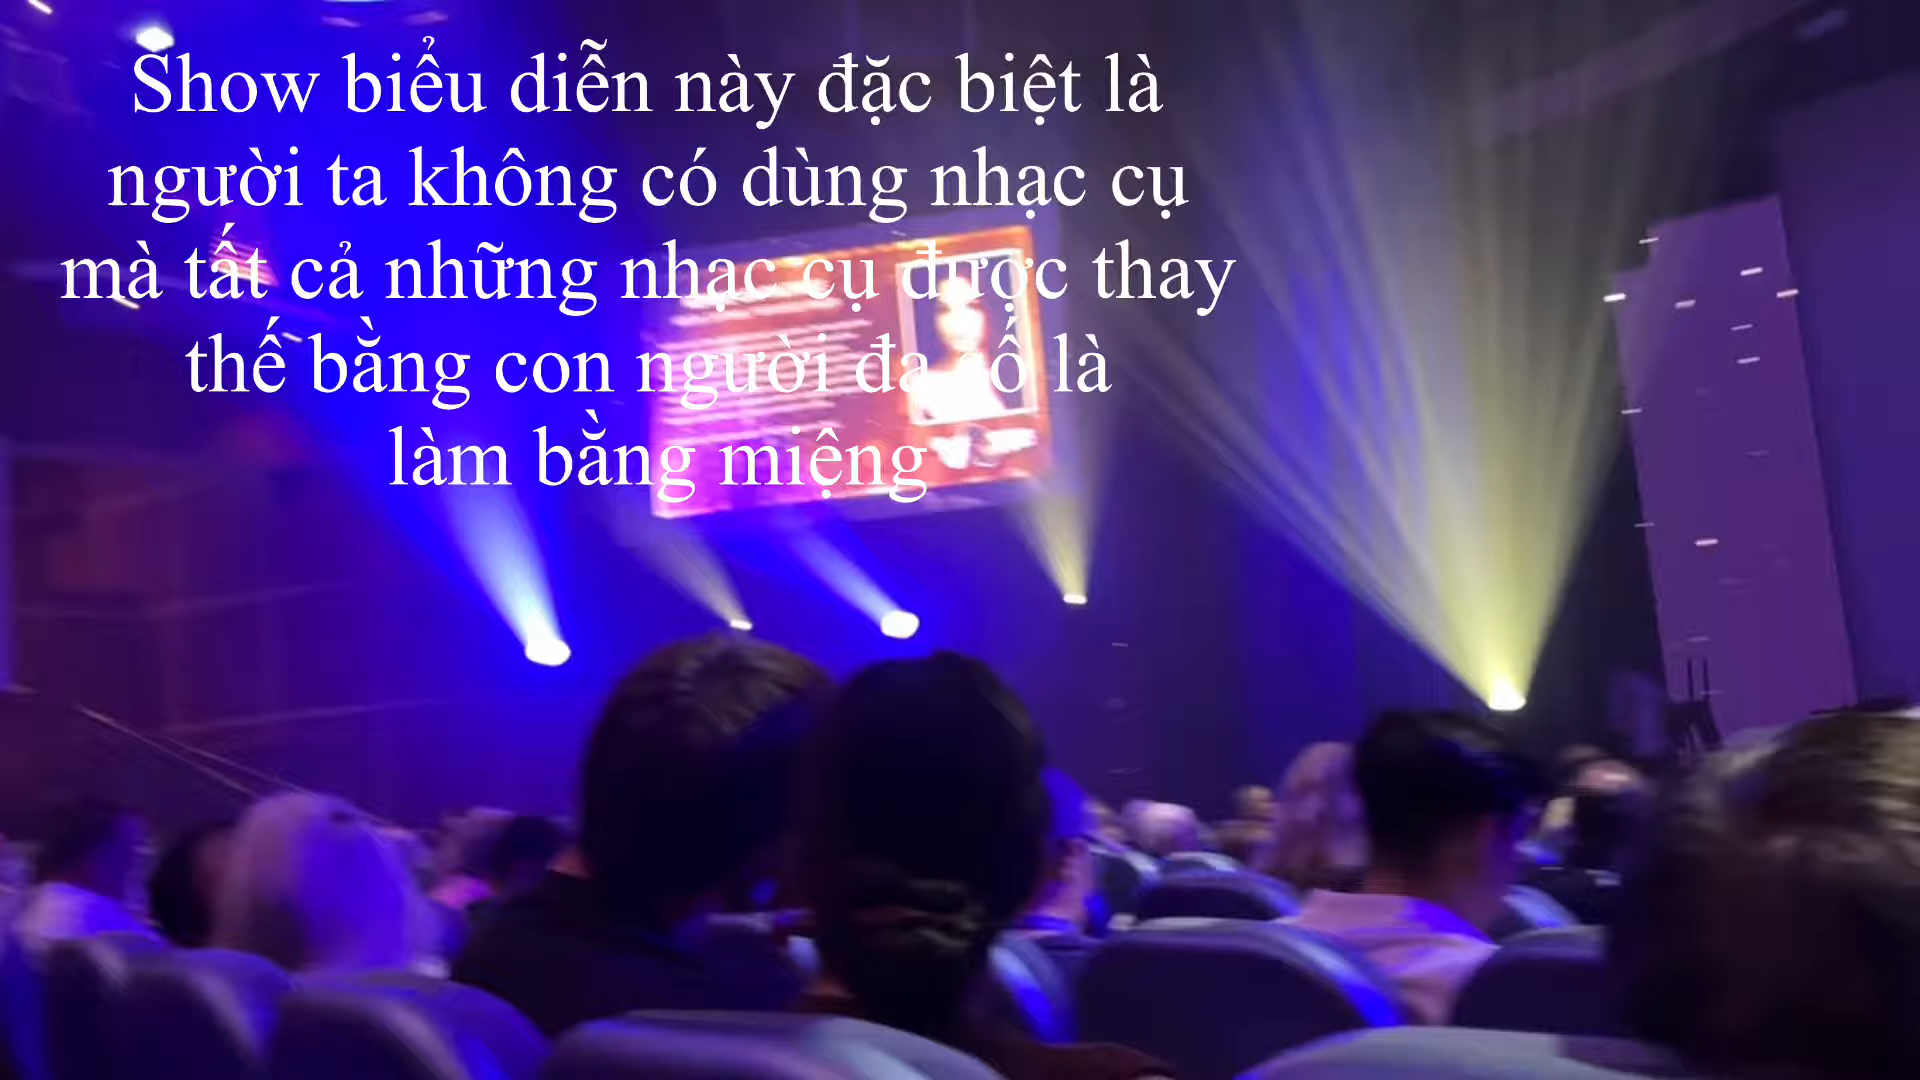 Show biểu diễn này đặc biệt là
người ta không có dùng nhạc cụ
mà tất cả những nhạc cụ được thay
thế bằng con người đa số là
làm bằng miệng